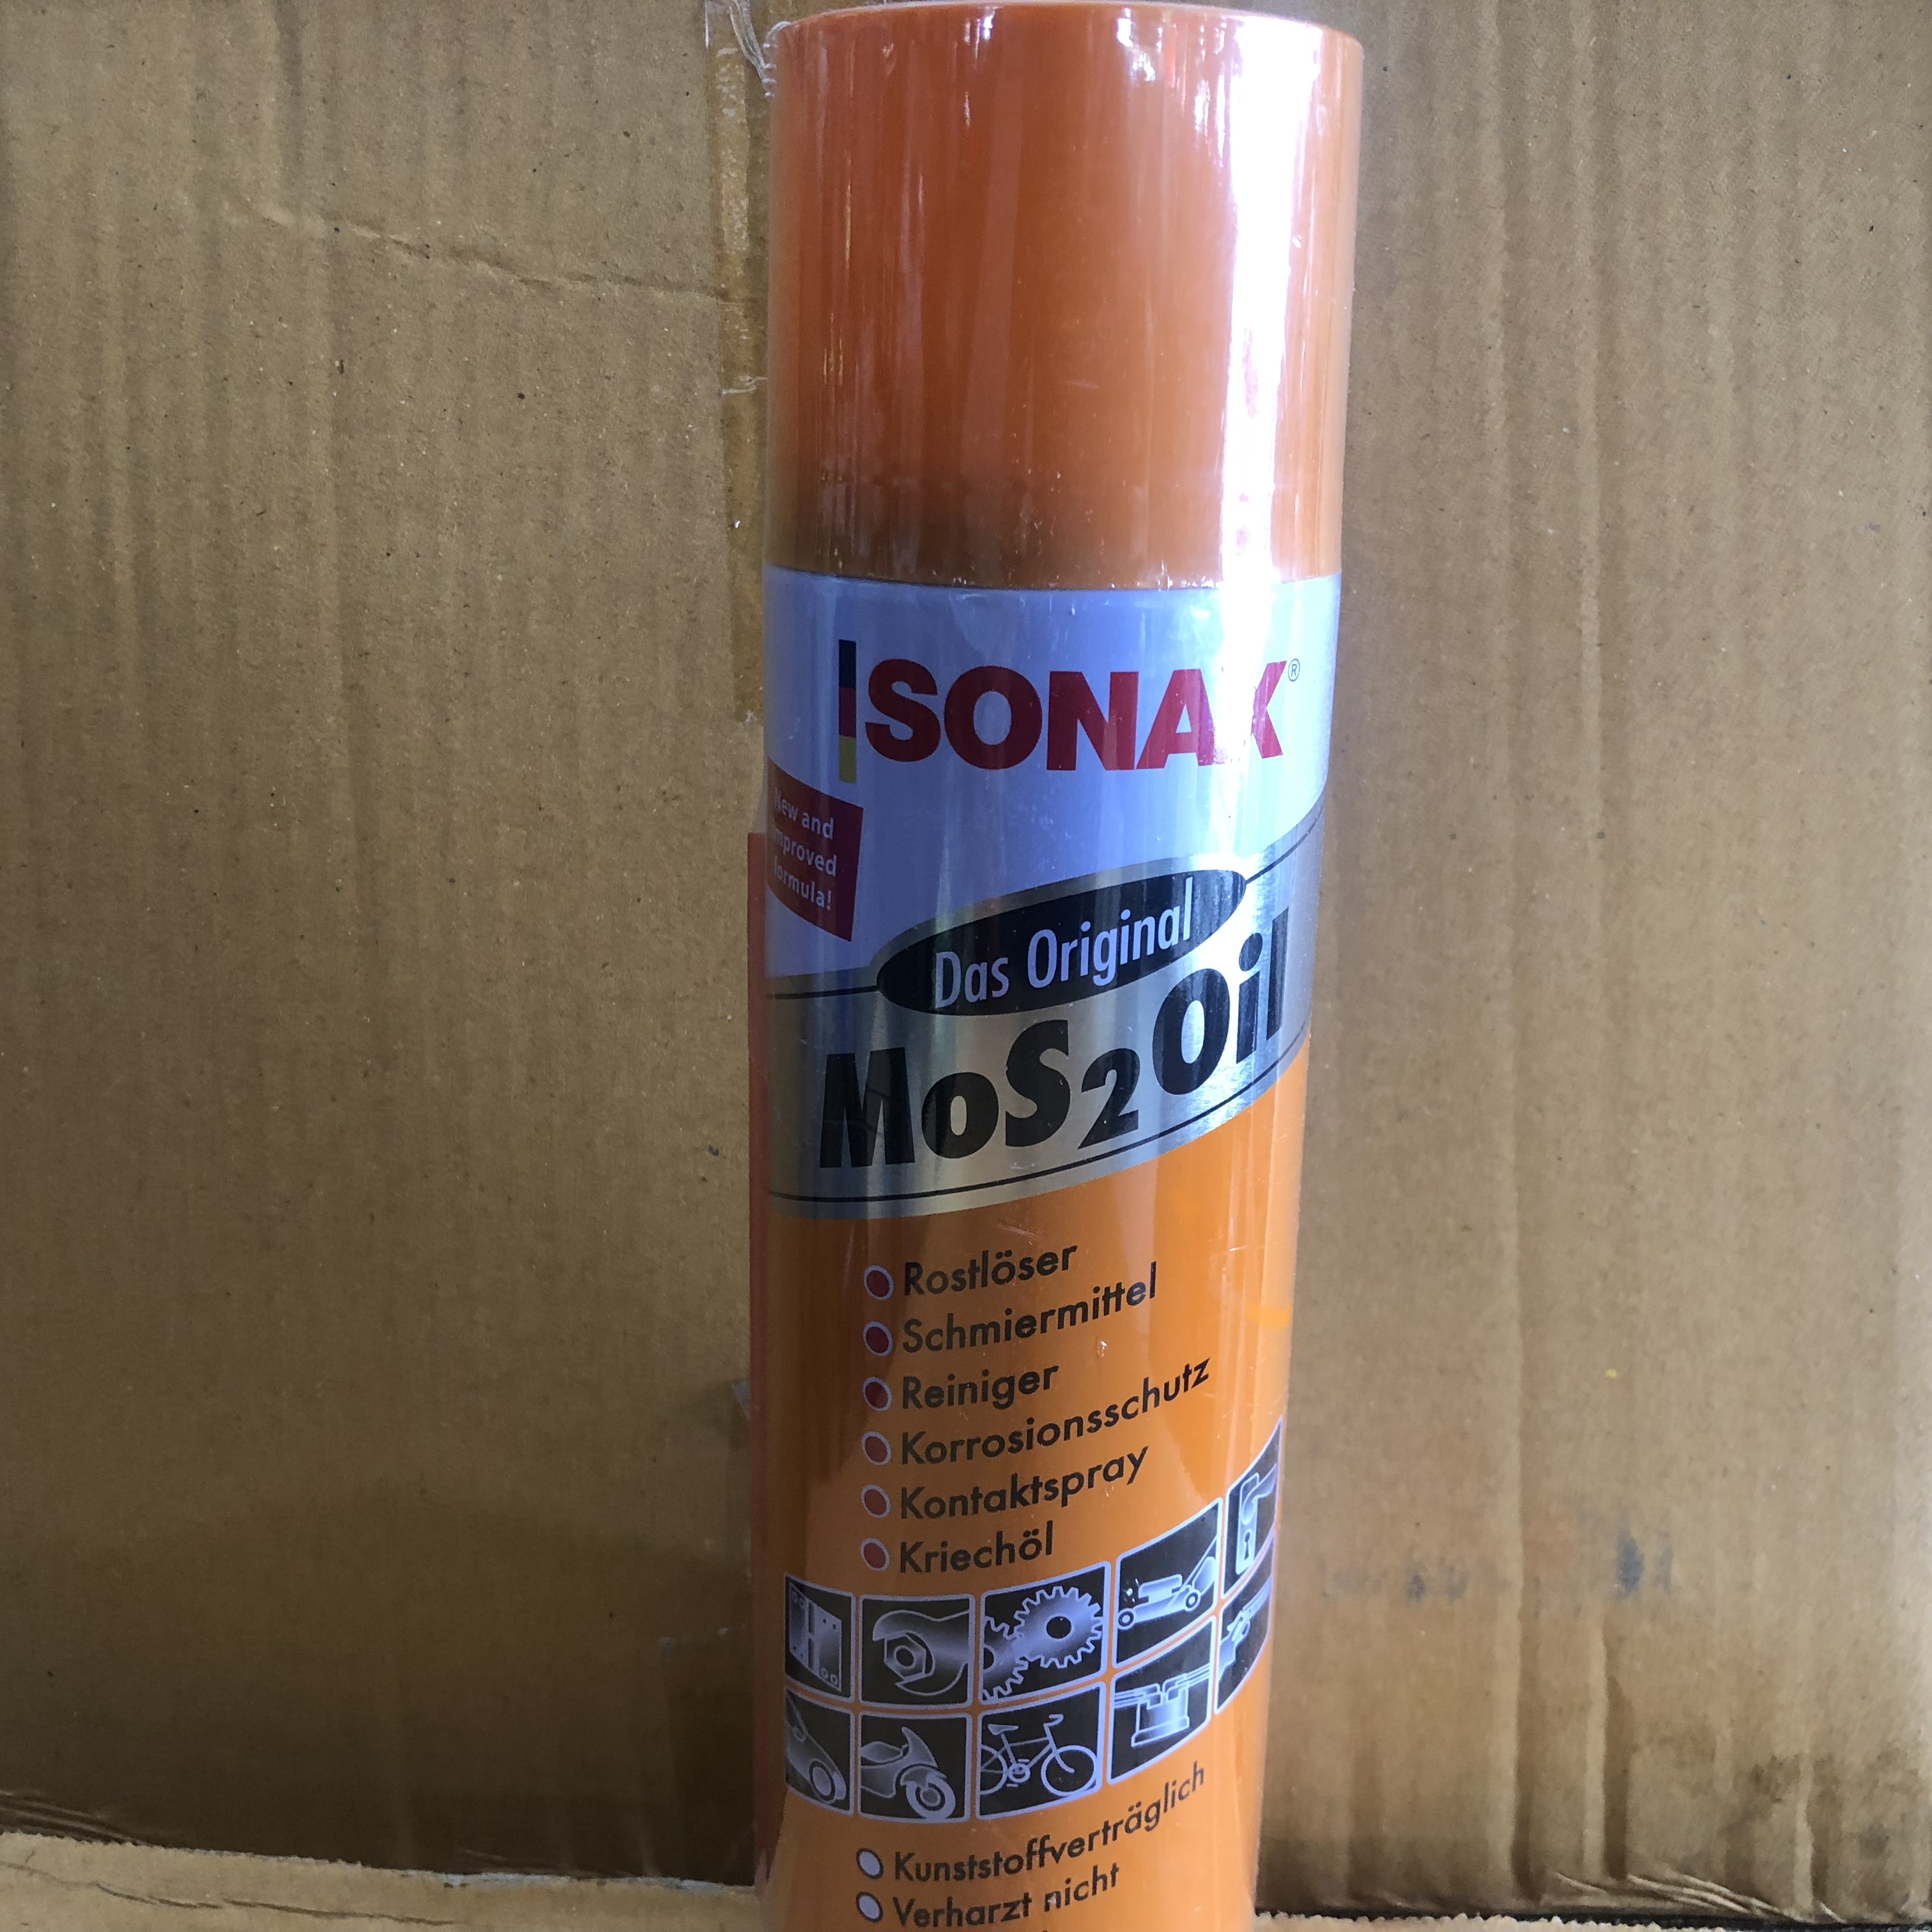 SONAX®
New and
improved
formula!
Das Original
MoS₂Oil
Rostlöser
Schmiermittel
Reiniger
Korrosionsschutz
Kontaktspray
Kriechöl
Kunststoffverträglich
Verharzt nicht